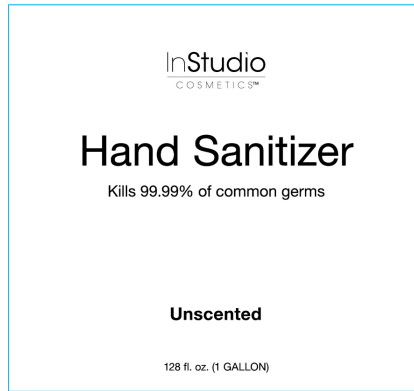 InStudio
COSMETICS™
Hand Sanitizer
Kills 99.99% of common germs
Unscented
128 fl. oz. (1 GALLON)